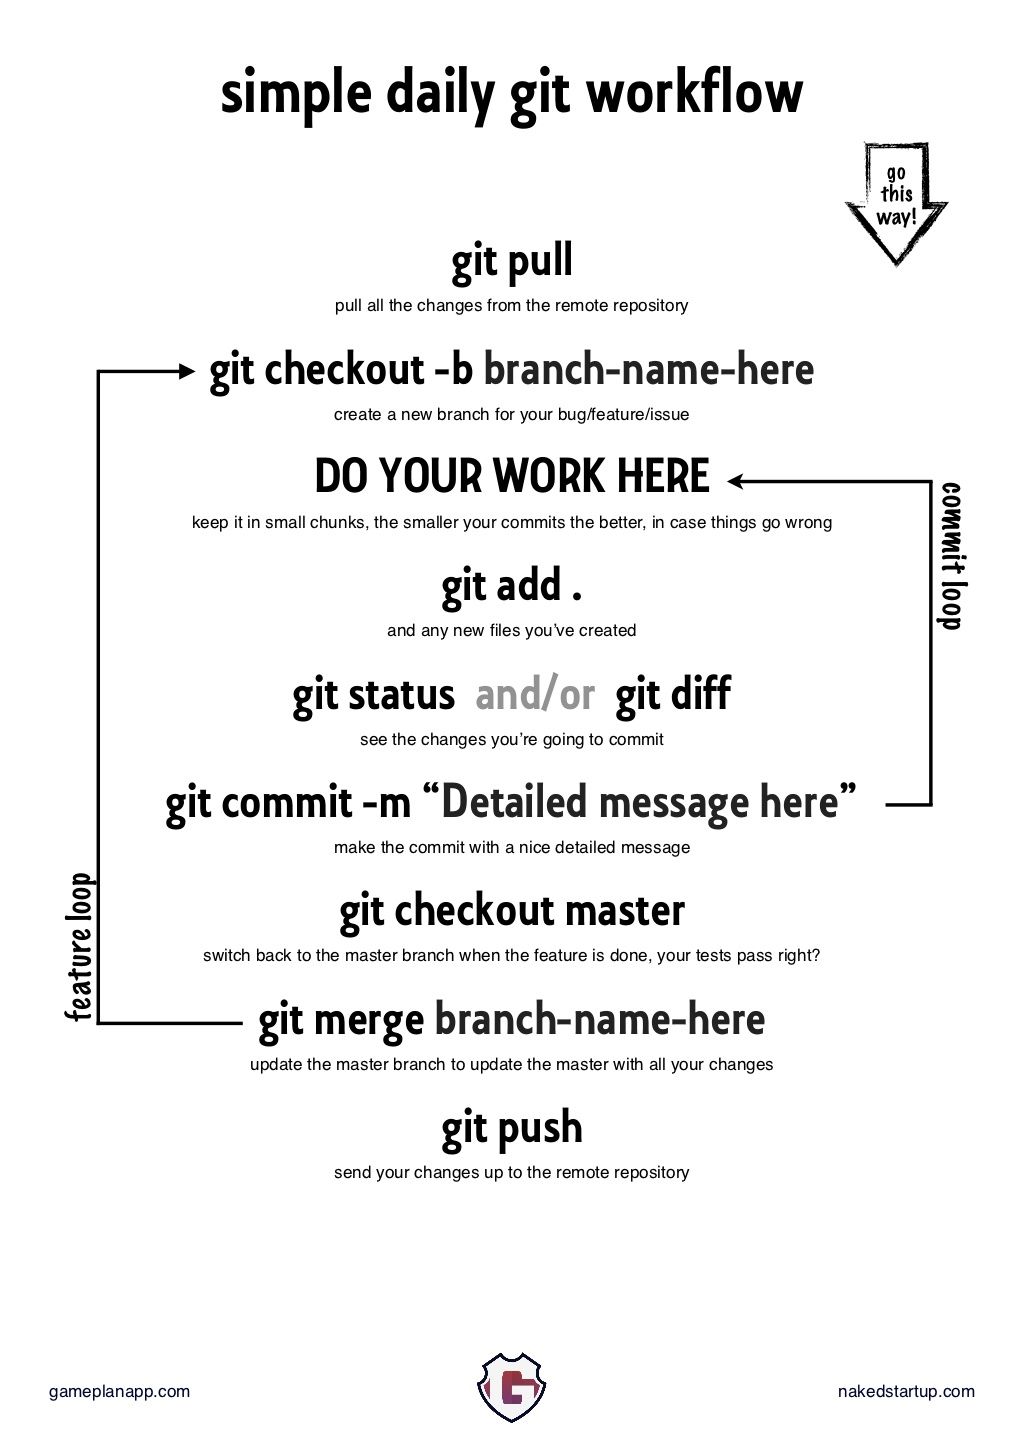 simple daily git workflow
go
this
way!
git pull
pull all the changes from the remote repository
git checkout -b branch-name-here
create a new branch for your bug/feature/issue
DO YOUR WORK HERE
keep it in small chunks, the smaller your commits the better, in case things go wrong
commit loop
git add .
and any new files you’ve created
git status and/or git diff
see the changes you’re going to commit
git commit -m “Detailed message here”
make the commit with a nice detailed message
feature loop
git checkout master
switch back to the master branch when the feature is done, your tests pass right?
git merge branch-name-here
update the master branch to update the master with all your changes
git push
send your changes up to the remote repository
gameplanapp.com
G
nakedstartup.com